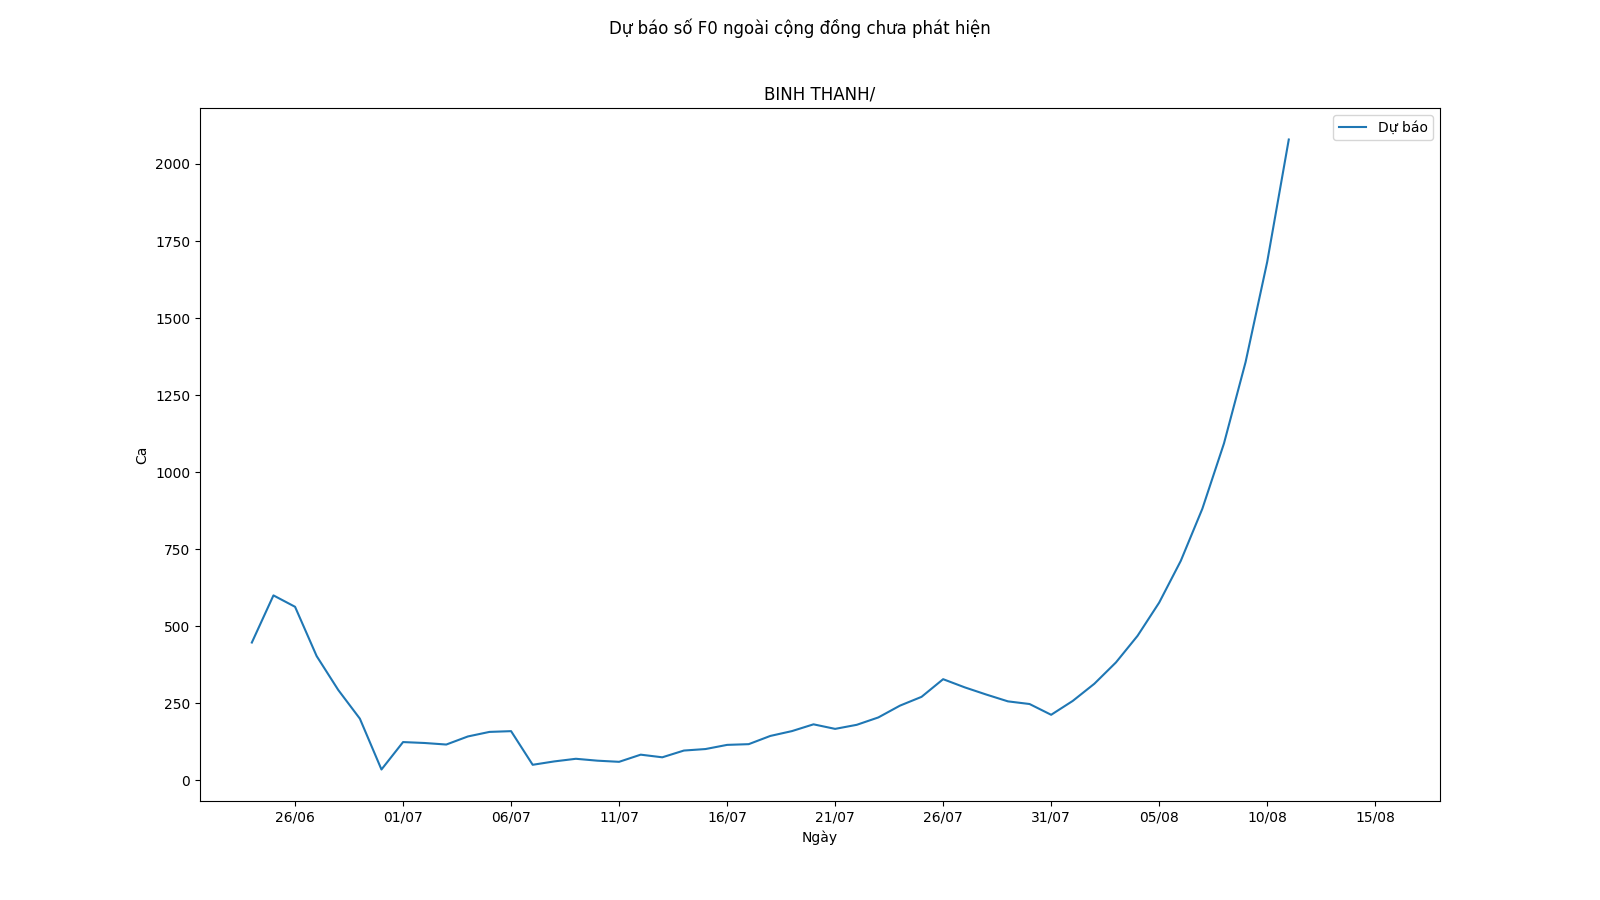 Dự báo số F0 ngoài cộng đồng chưa phát hiện
BINH THANH/
Dự báo
2000
1750
1500
1250
1000
750
500
250
0
Ca
26/06 01/07 06/07 11/07 16/07 21/07 26/07 31/07 05/08 10/08 15/08
Ngày